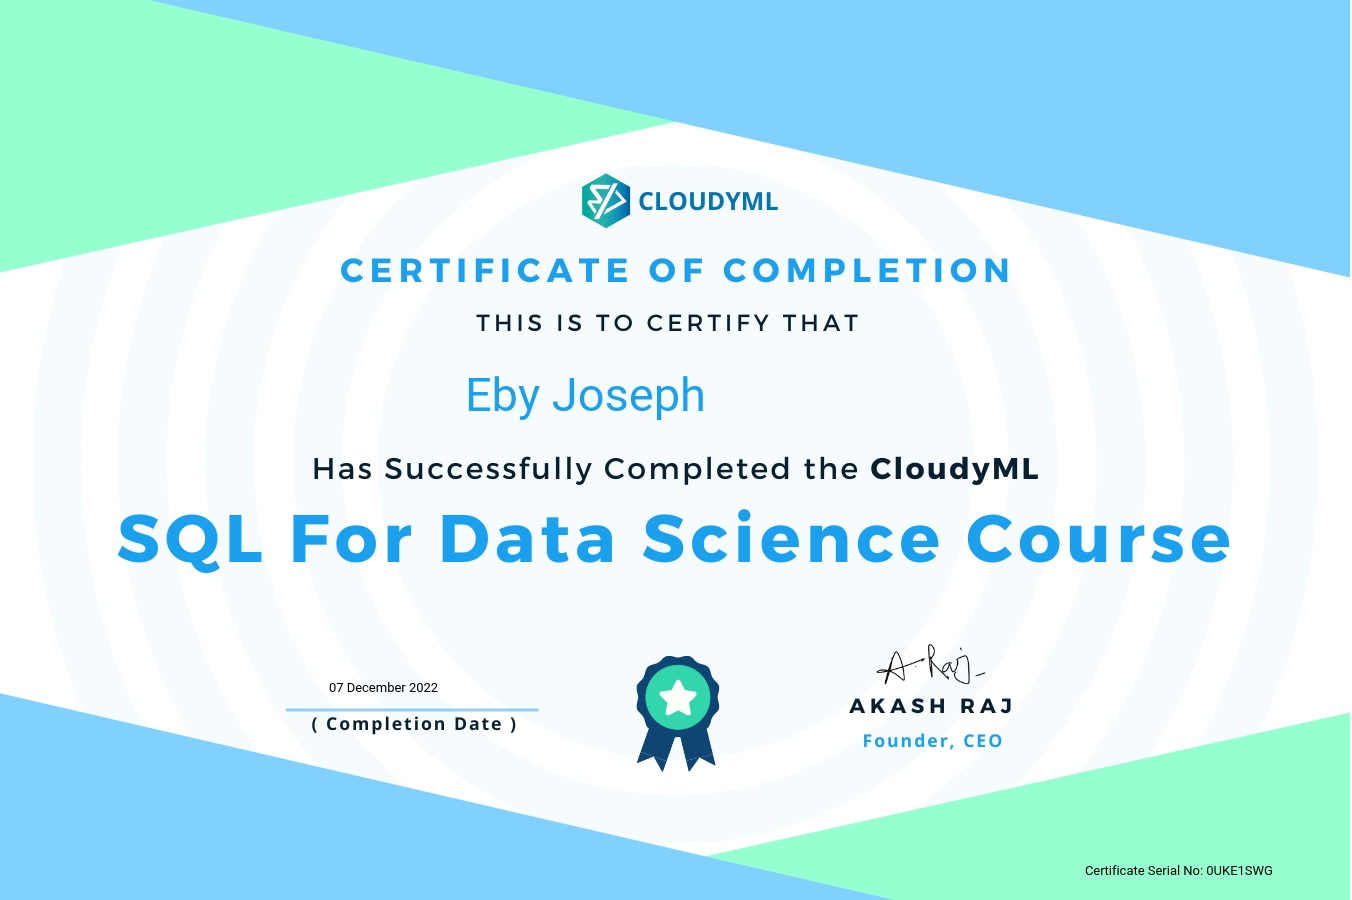 CLOUDYML
CERTIFICATE OF COMPLETION
THIS IS TO CERTIFY THAT
Eby Joseph
Has Successfully Completed the CloudyML
SQL For Data Science Course
07 December 2022
( Completion Date )
A. Raj
AKASH RAJ
Founder, CEO
Certificate Serial No: 0UKE1SWG